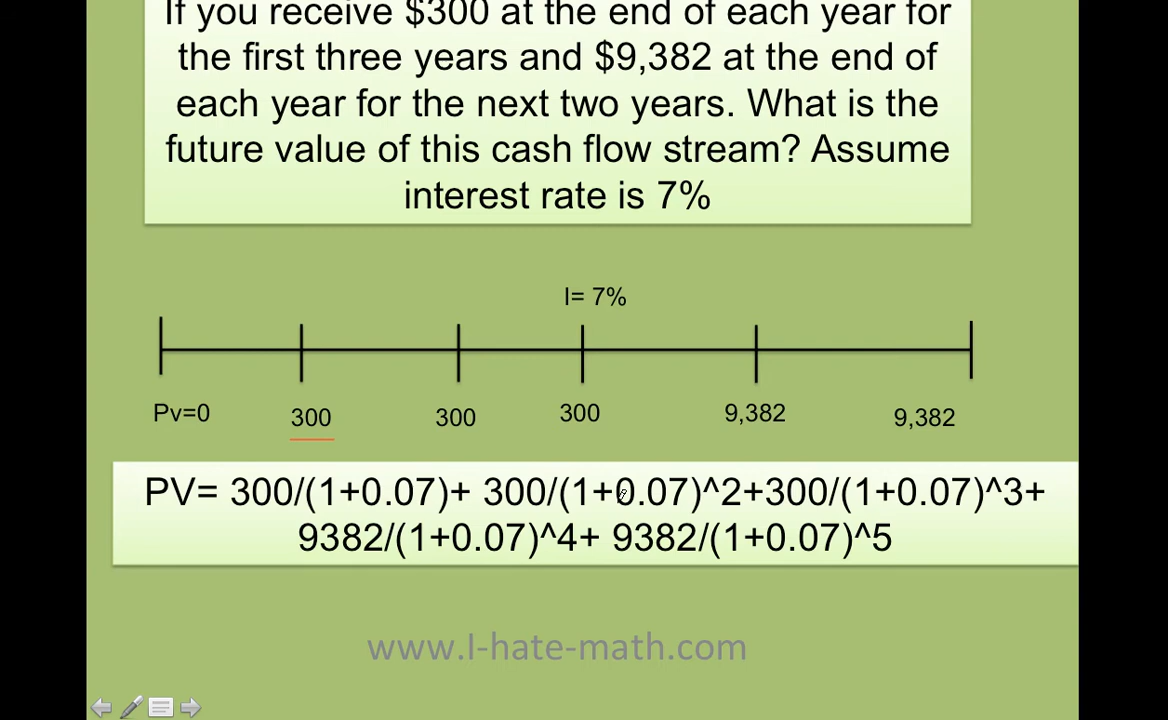 If you receive $300 at the end of each year for
the first three years and $9,382 at the end of
each year for the next two years. What is the
future value of this cash flow stream? Assume
interest rate is 7%
I= 7%
Pv=0 300 300 300 9,382 9,382
PV= 300/(1+0.07)+ 300/(1+0.07)^2+300/(1+0.07)^3+
9382/(1+0.07)^4+ 9382/(1+0.07)^5
www.I-hate-math.com